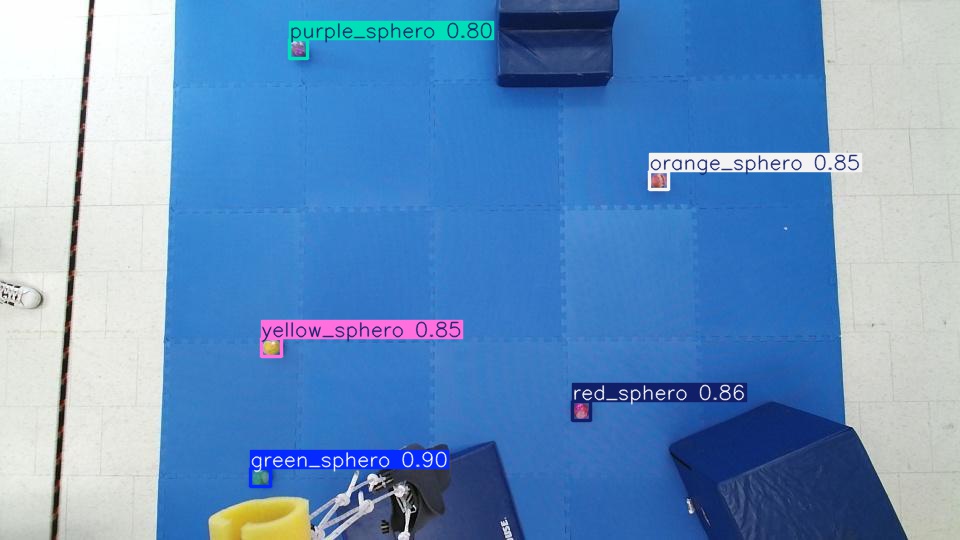 purple_sphero 0.80
orange_sphero 0.85
yellow_sphero 0.85
red_sphero 0.86
green_sphero 0.90